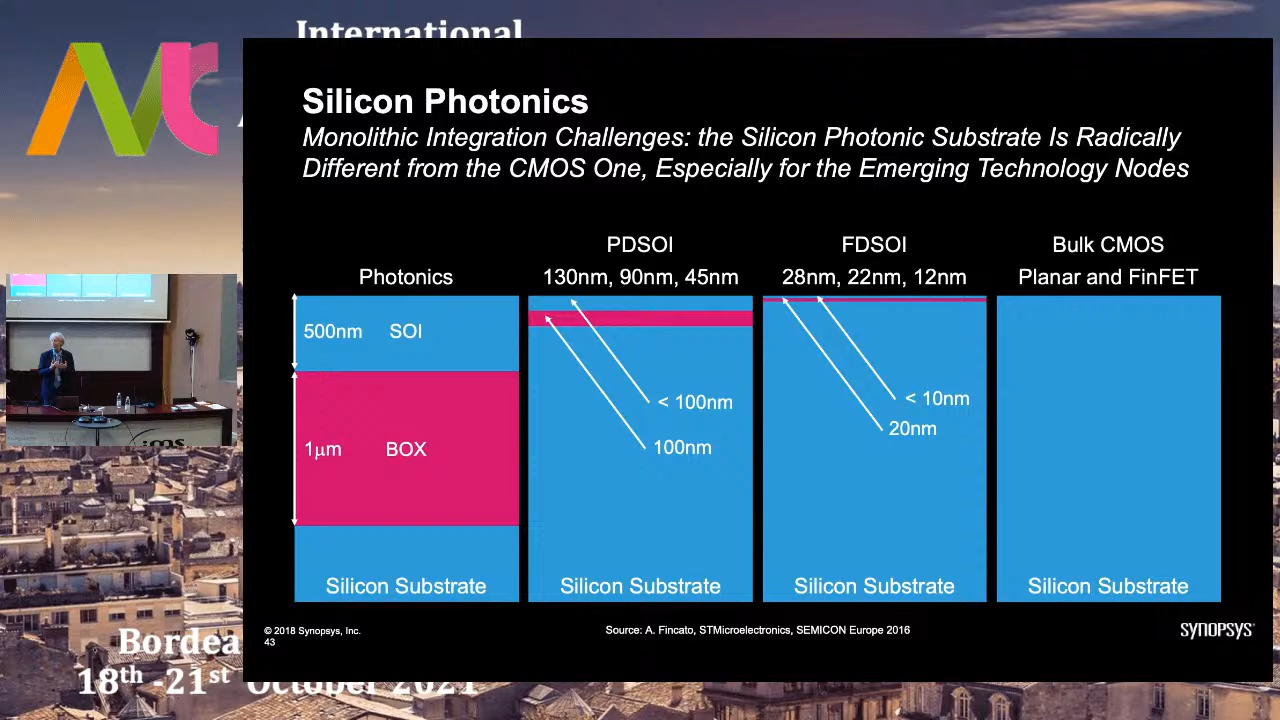 International
Silicon Photonics
Monolithic Integration Challenges: the Silicon Photonic Substrate Is Radically
Different from the CMOS One, Especially for the Emerging Technology Nodes
PDSOI
FDSOI
Bulk CMOS
Photonics
130nm, 90nm, 45nm
28nm, 22nm, 12nm
Planar and FinFET
500nm SOI
< 100nm
< 10nm
20nm
1μm BOX
100nm
Silicon Substrate
Silicon Substrate
Silicon Substrate
Silicon Substrate
© 2018 Synopsys, Inc.
43
Source: A. Fincato, STMicroelectronics, SEMICON Europe 2016
SYNOPSYS
Bordea
18th -21st October 2021
ims